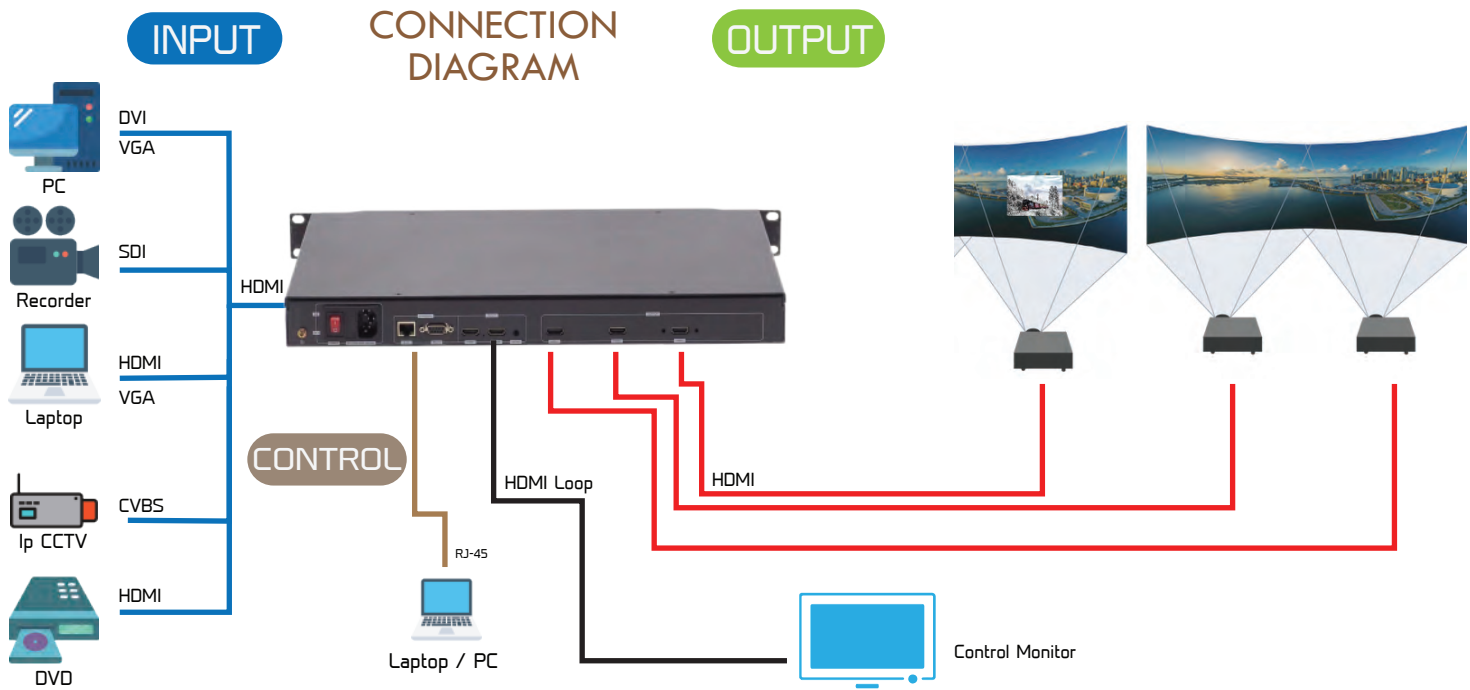 INPUT
CONNECTION
DIAGRAM
OUTPUT
DVI
VGA
PC
SDI
Recorder
HDMI
HDMI
VGA
Laptop
CONTROL
HDMI Loop
HDMI
CVBS
Ip CCTV
RJ-45
HDMI
DVD
Laptop / PC
Control Monitor